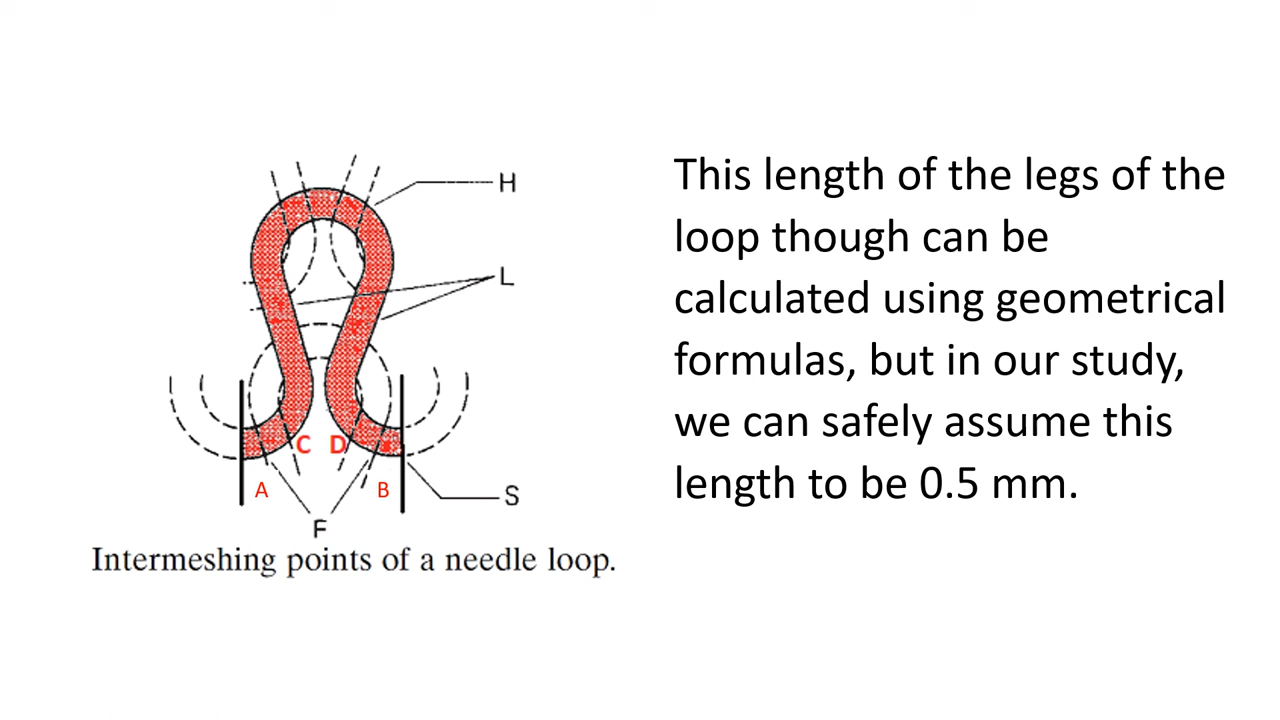 H
L
C D
A B
S
F
Intermeshing points of a needle loop.
This length of the legs of the
loop though can be
calculated using geometrical
formulas, but in our study,
we can safely assume this
length to be 0.5 mm.